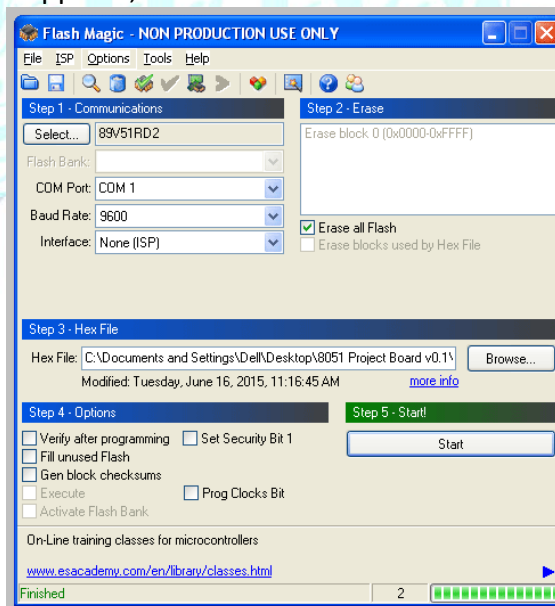 Flash Magic - NON PRODUCTION USE ONLY
File ISP Options Tools Help
Step 1 - Communications
Select... 89V51RD2
Flash Bank:
COM Port: COM 1
Baud Rate: 9600
Interface: None (ISP)
Step 2 - Erase
Erase block 0 (0x0000-0xFFFF)
Erase all Flash
Erase blocks used by Hex File
Step 3 - Hex File
Hex File: C:\Documents and Settings\Dell\Desktop\8051 Project Board v0.1\ Browse...
Modified: Tuesday, June 16, 2015, 11:16:45 AM more info
Step 4 - Options
Verify after programming Set Security Bit 1
Fill unused Flash
Gen block checksums
Execute Prog Clocks Bit
Activate Flash Bank
Step 5 - Start!
Start
On-Line training classes for microcontrollers
www.esacademy.com/en/library/classes.html
Finished 2